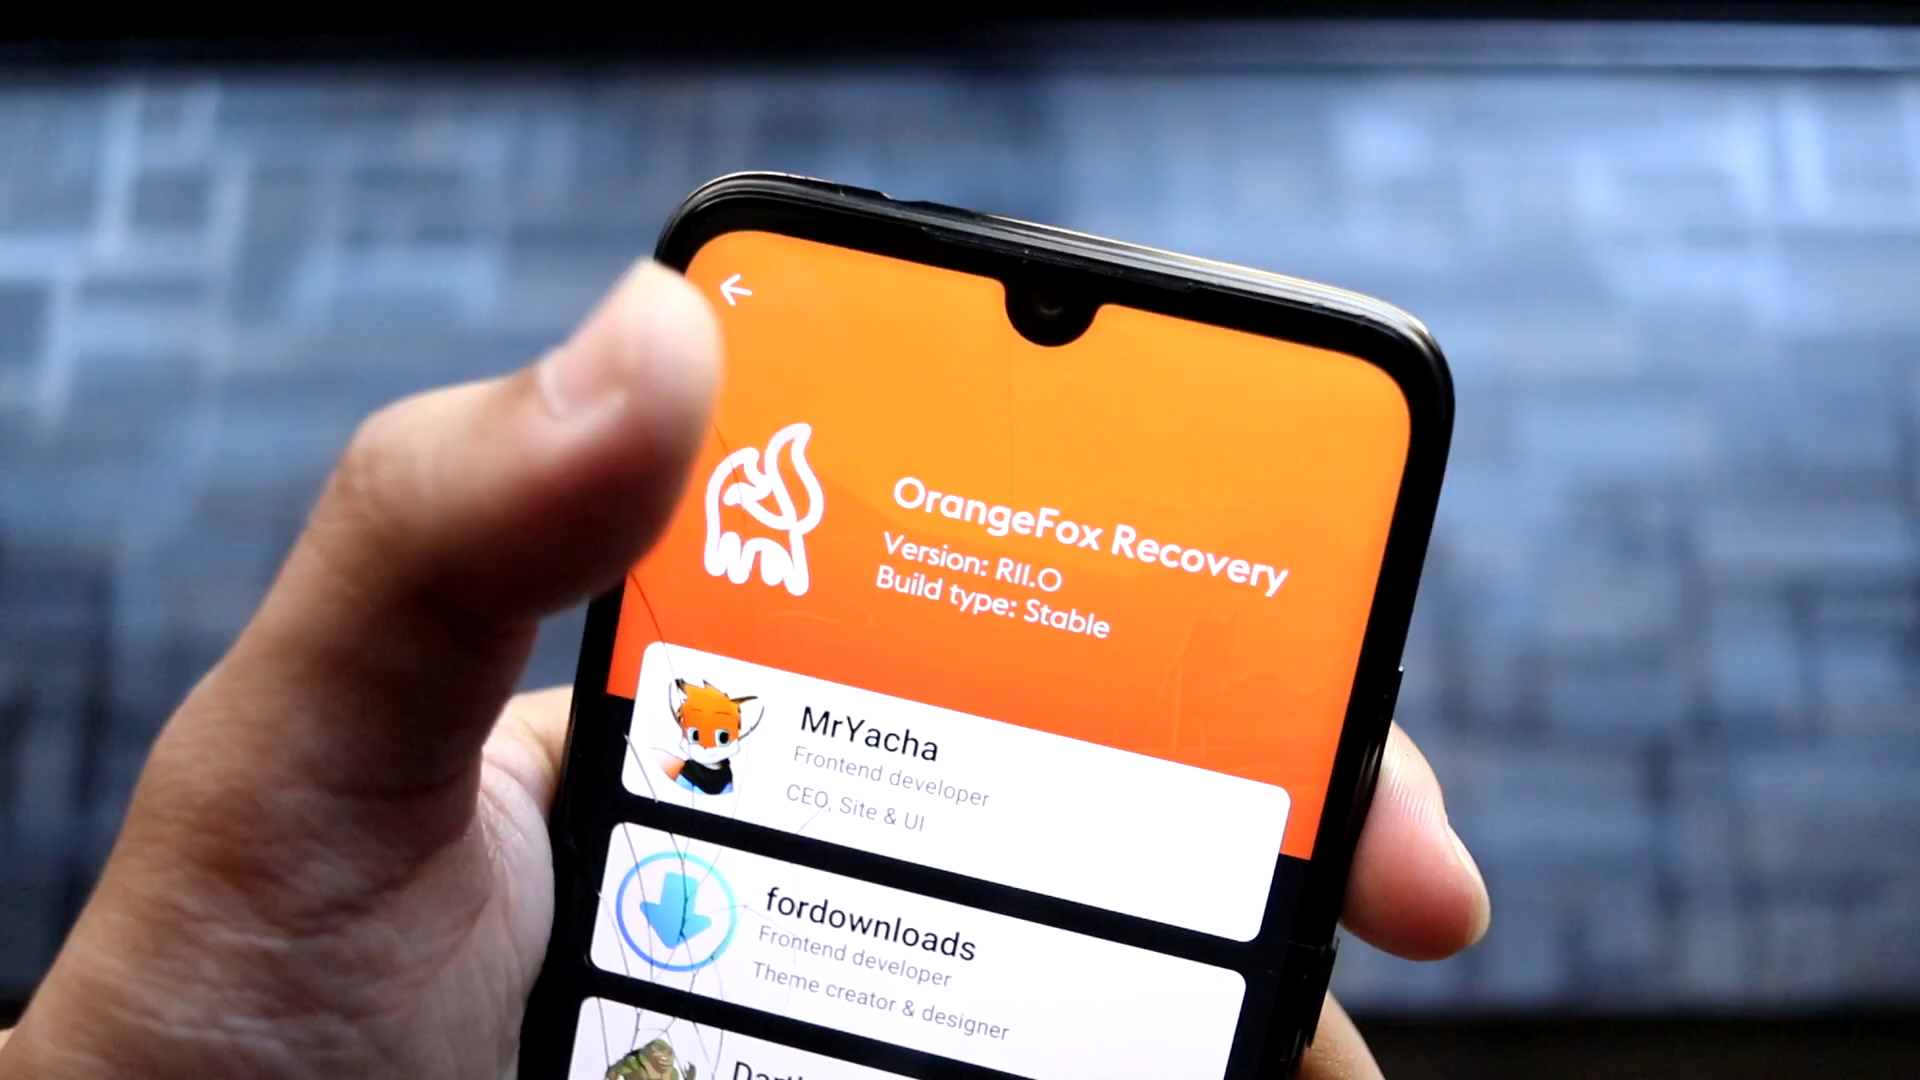 OrangeFox Recovery
Version: R11.0
Build type: Stable
MrYacha
Frontend developer
CEO, Site & UI
fordownloads
Frontend developer
Theme creator & designer